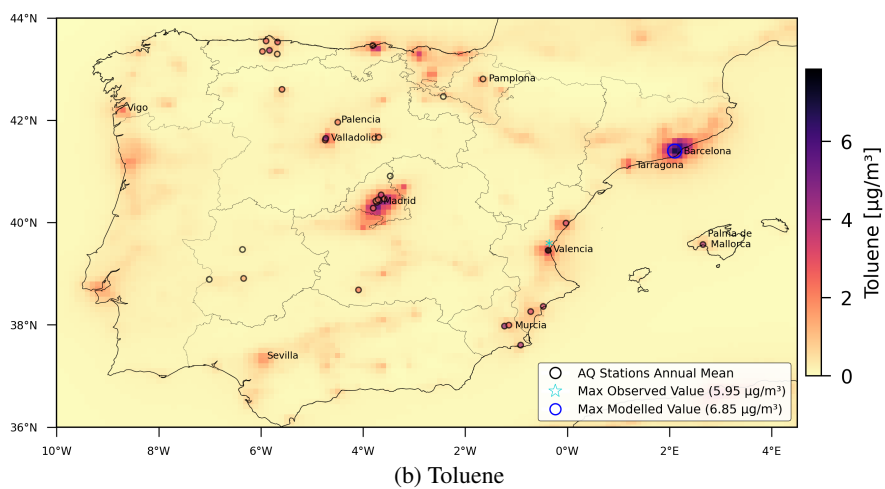 44°N
42°N
40°N
38°N
36°N
10°W
8°W
6°W
4°W
2°W
0°W
2°E
4°E
Pamplona
Vigo
Palencia
Valladolid
Barcelona
Tarragona
Madrid
Palma de
Mallorca
Valencia
Murcia
Sevilla
AQ Stations Annual Mean
Max Observed Value (5.95 µg/m³)
Max Modelled Value (6.85 µg/m³)
6
4
2
0
Toluene [µg/m³]
(b) Toluene